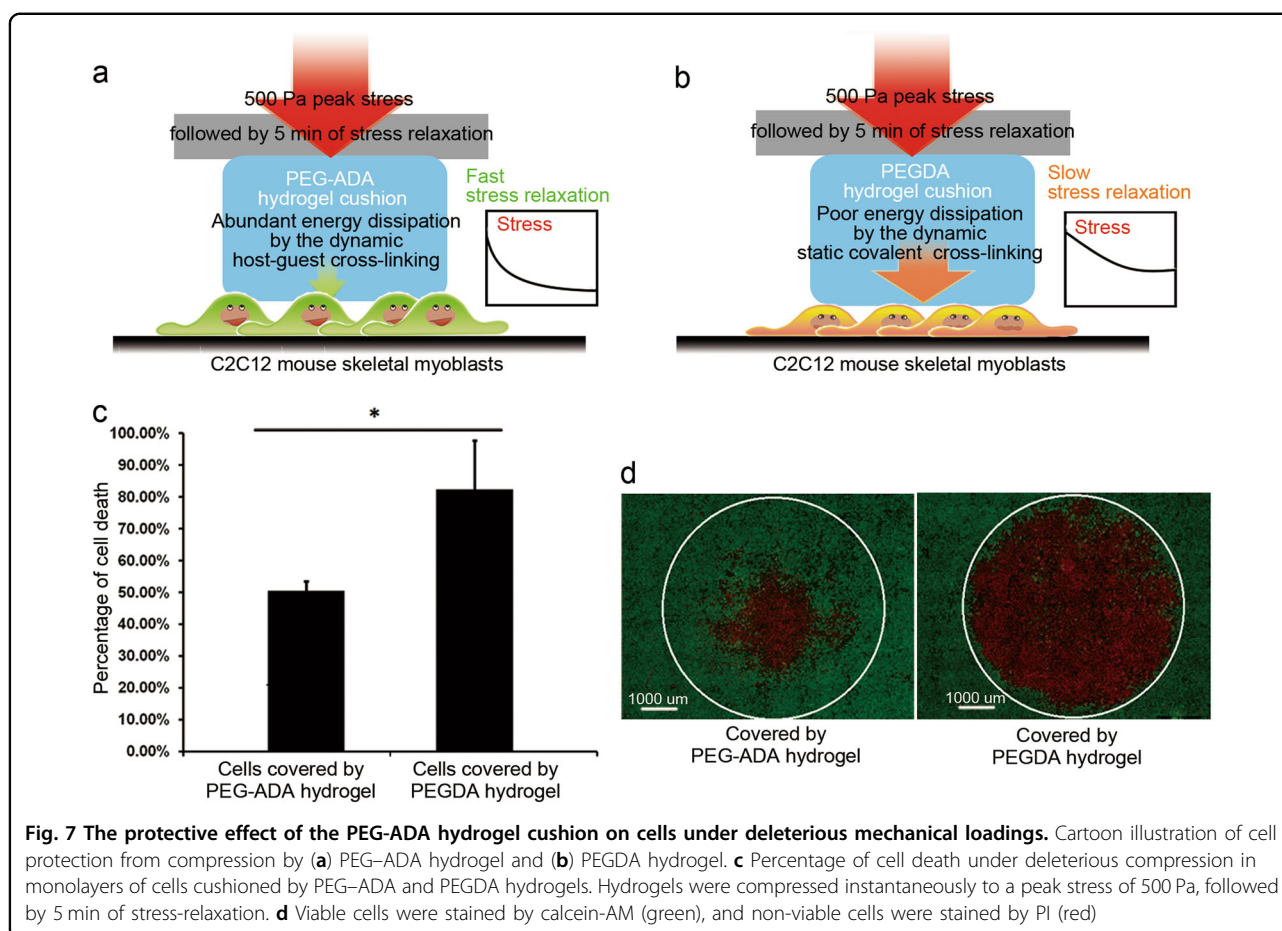 a
500 Pa peak stress
followed by 5 min of stress relaxation
PEG-ADA
hydrogel cushion
Abundant energy dissipation
by the dynamic
host-guest cross-linking
Fast
stress relaxation
Stress
C2C12 mouse skeletal myoblasts
b
500 Pa peak stress
followed by 5 min of stress relaxation
PEGDA
hydrogel cushion
Poor energy dissipation
by the dynamic
static covalent cross-linking
Slow
stress relaxation
Stress
C2C12 mouse skeletal myoblasts
c
*
Percentage of cell death
100.00%
90.00%
80.00%
70.00%
60.00%
50.00%
40.00%
30.00%
20.00%
10.00%
0.00%
Cells covered by
PEG-ADA hydrogel
Cells covered by
PEGDA hydrogel
d
1000 um
1000 um
Covered by
PEG-ADA hydrogel
Covered by
PEGDA hydrogel
Fig. 7 The protective effect of the PEG-ADA hydrogel cushion on cells under deleterious mechanical loadings. Cartoon illustration of cell
protection from compression by (a) PEG–ADA hydrogel and (b) PEGDA hydrogel. c Percentage of cell death under deleterious compression in
monolayers of cells cushioned by PEG–ADA and PEGDA hydrogels. Hydrogels were compressed instantaneously to a peak stress of 500 Pa, followed
by 5 min of stress-relaxation. d Viable cells were stained by calcein-AM (green), and non-viable cells were stained by PI (red)